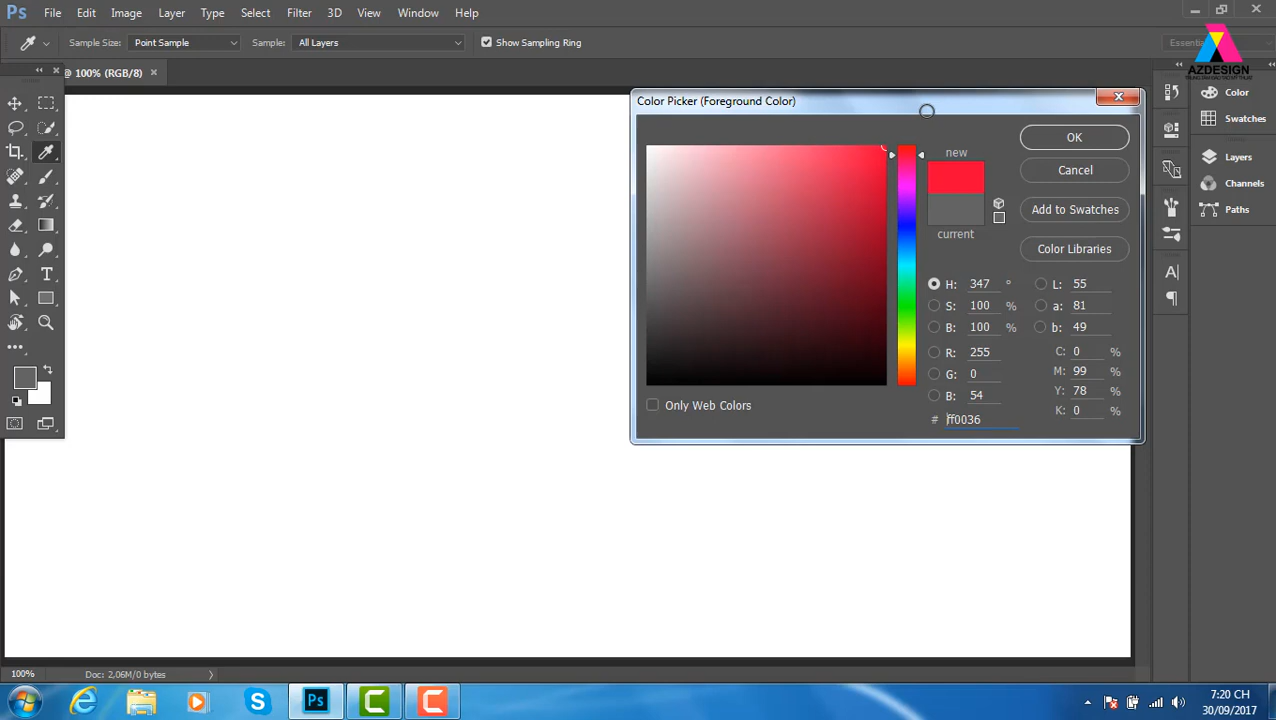 Ps File Edit Image Layer Type Select Filter 3D View Window Help
Sample Size: Point Sample Sample: All Layers Show Sampling Ring Essentials
AZDESIGN
@ 100% (RGB/8)
Color Picker (Foreground Color)
Color
Swatches
Layers
Channels
Paths
new
current
OK
Cancel
Add to Swatches
Color Libraries
H: 347 °
S: 100 %
B: 100 %
R: 255
G: 0
B: 54
# ff0036
L: 55
a: 81
b: 49
C: 0 %
M: 99 %
Y: 78 %
K: 0 %
Only Web Colors
100% Doc: 2,06M/0 bytes
Ps
7:20 CH
30/09/2017